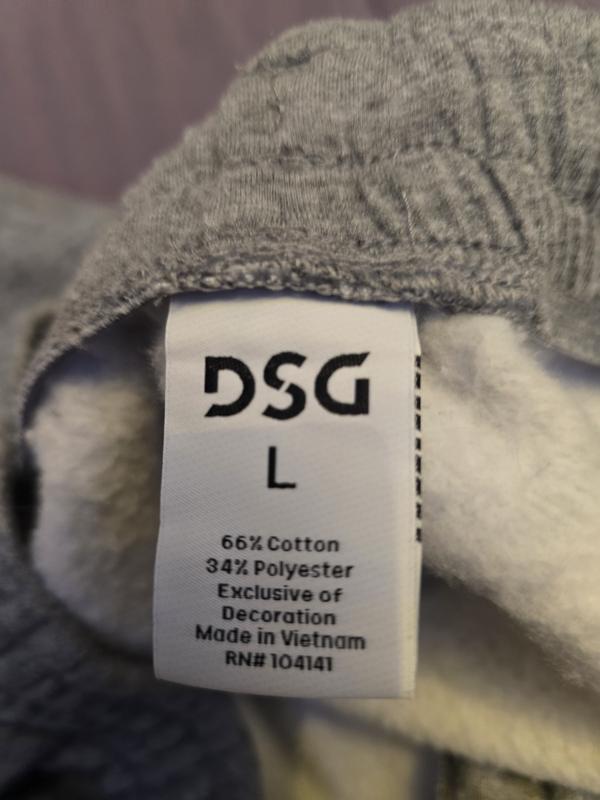 DSG
L
66% Cotton
34% Polyester
Exclusive of
Decoration
Made in Vietnam
RN# 104141